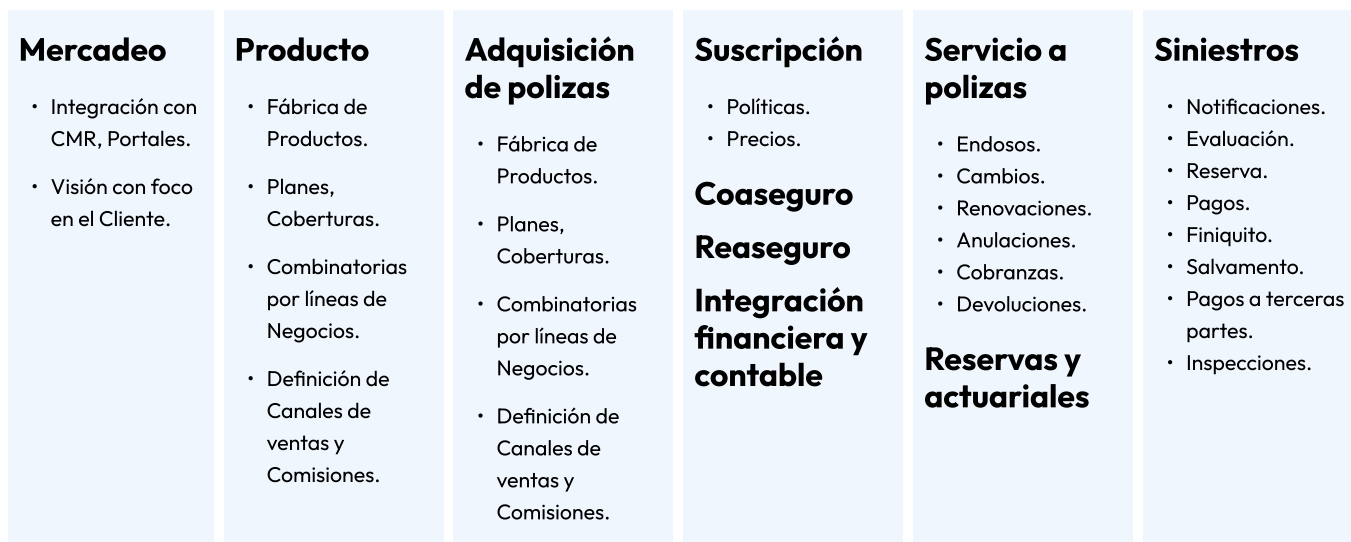 Mercadeo
• Integración con
CMR, Portales.
• Visión con foco
en el Cliente.
Producto
• Fábrica de
Productos.
• Planes,
Coberturas.
• Combinatorias
por líneas de
Negocios.
• Definición de
Canales de
ventas y
Comisiones.
Adquisición
de polizas
• Fábrica de
Productos.
• Planes,
Coberturas.
• Combinatorias
por líneas de
Negocios.
• Definición de
Canales de
ventas y
Comisiones.
Suscripción
• Políticas.
• Precios.
Coaseguro
Reaseguro
Integración
financiera y
contable
Servicio a
polizas
• Endosos.
• Cambios.
• Renovaciones.
• Anulaciones.
• Cobranzas.
• Devoluciones.
Reservas y
actuariales
Siniestros
• Notificaciones.
• Evaluación.
• Reserva.
• Pagos.
• Finiquito.
• Salvamento.
• Pagos a terceras
partes.
• Inspecciones.